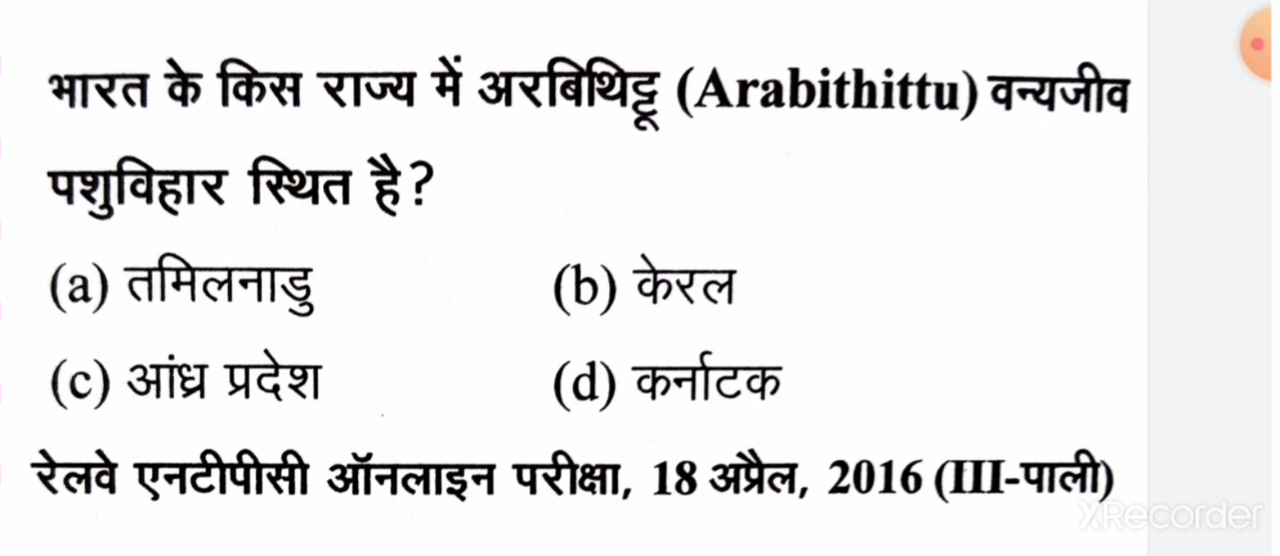 भारत के किस राज्य में अरबिथिट्टू (Arabithittu) वन्यजीव
पशुविहार स्थित है?
(a) तमिलनाडु (b) केरल
(c) आंध्र प्रदेश (d) कर्नाटक
रेलवे एनटीपीसी ऑनलाइन परीक्षा, 18 अप्रैल, 2016 (III-पाली)
XRecorder